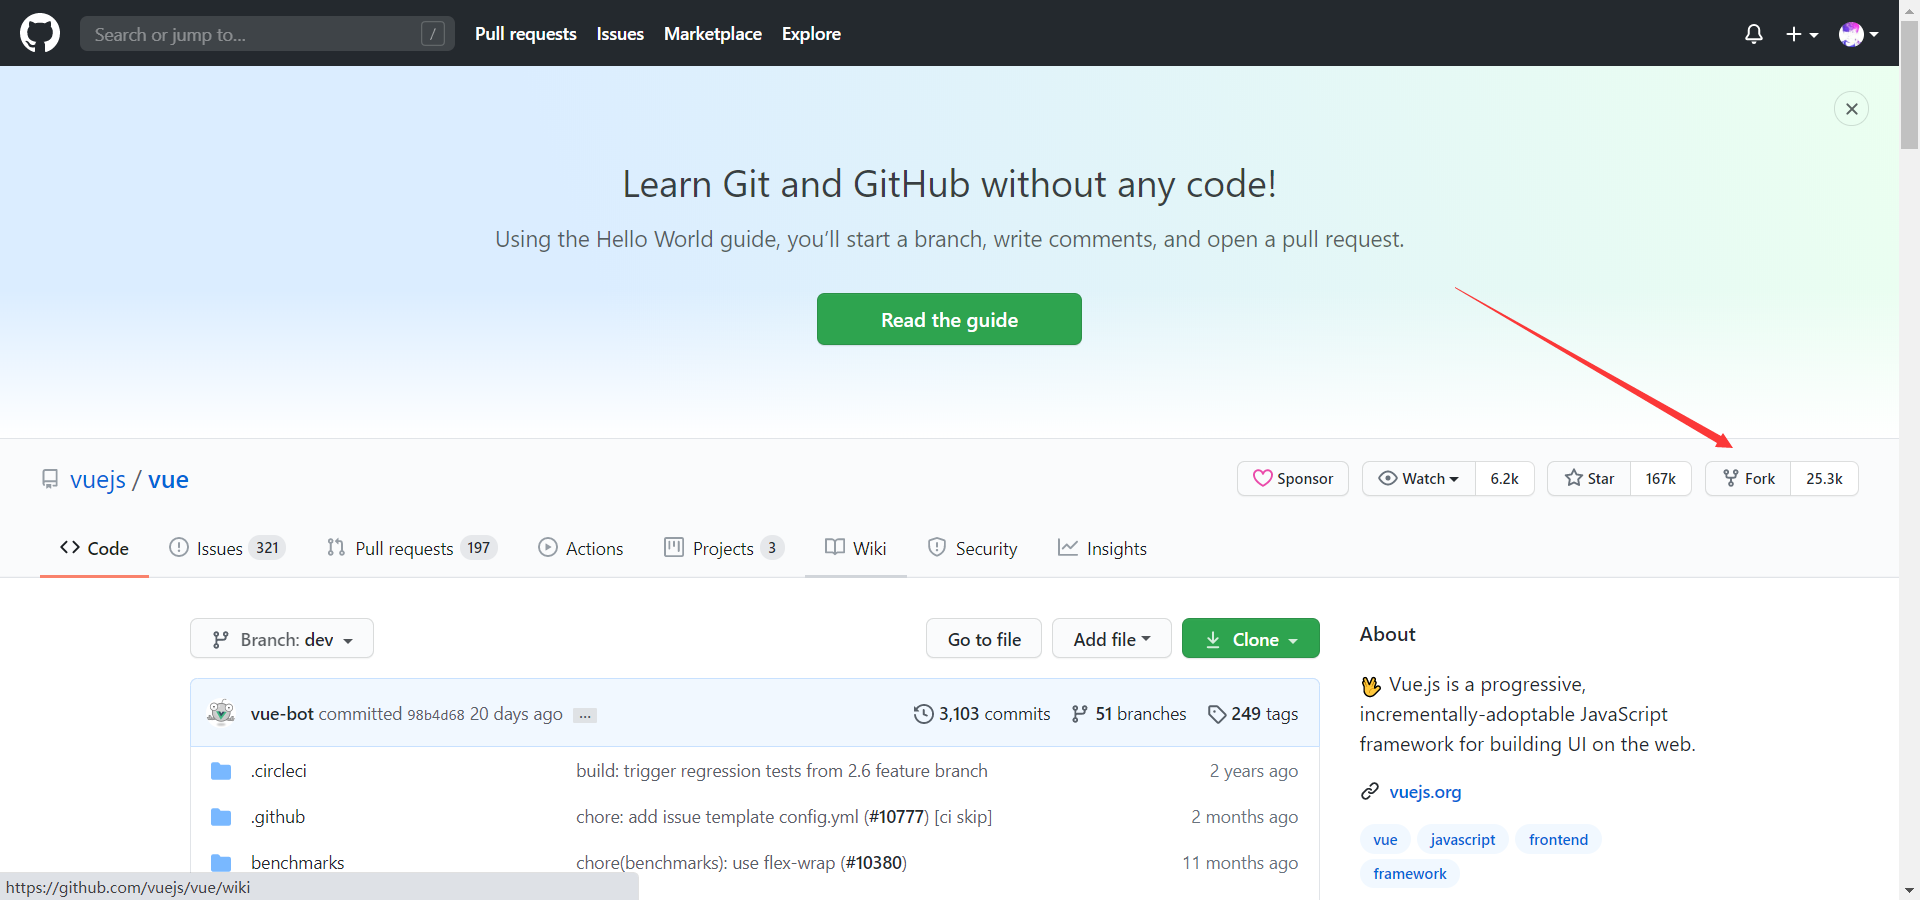 Search or jump to... /
Pull requests Issues Marketplace Explore
Learn Git and GitHub without any code!
Using the Hello World guide, you’ll start a branch, write comments, and open a pull request.
Read the guide
vuejs / vue
Sponsor Watch 6.2k Star 167k Fork 25.3k
Code Issues 321 Pull requests 197 Actions Projects 3 Wiki Security Insights
Branch: dev Go to file Add file Clone
vue-bot committed 98b4d68 20 days ago ... 3,103 commits 51 branches 249 tags
.circleci build: trigger regression tests from 2.6 feature branch 2 years ago
.github chore: add issue template config.yml (#10777) [ci skip] 2 months ago
benchmarks chore(benchmarks): use flex-wrap (#10380) 11 months ago
About
Vue.js is a progressive,
incrementally-adoptable JavaScript
framework for building UI on the web.
vuejs.org
vue javascript frontend
framework
https://github.com/vuejs/vue/wiki